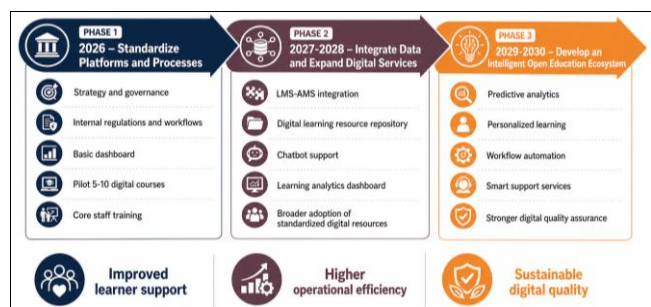 PHASE 1
2026 – Standardize
Platforms and Processes
Strategy and governance
Internal regulations and workflows
Basic dashboard
Pilot 5-10 digital courses
Core staff training
PHASE 2
2027-2028 – Integrate Data
and Expand Digital Services
LMS-AMS integration
Digital learning resource repository
Chatbot support
Learning analytics dashboard
Broader adoption of
standardized digital resources
PHASE 3
2029-2030 – Develop an
Intelligent Open Education Ecosystem
Predictive analytics
Personalized learning
Workflow automation
Smart support services
Stronger digital quality assurance
Improved
learner support
Higher
operational efficiency
Sustainable
digital quality